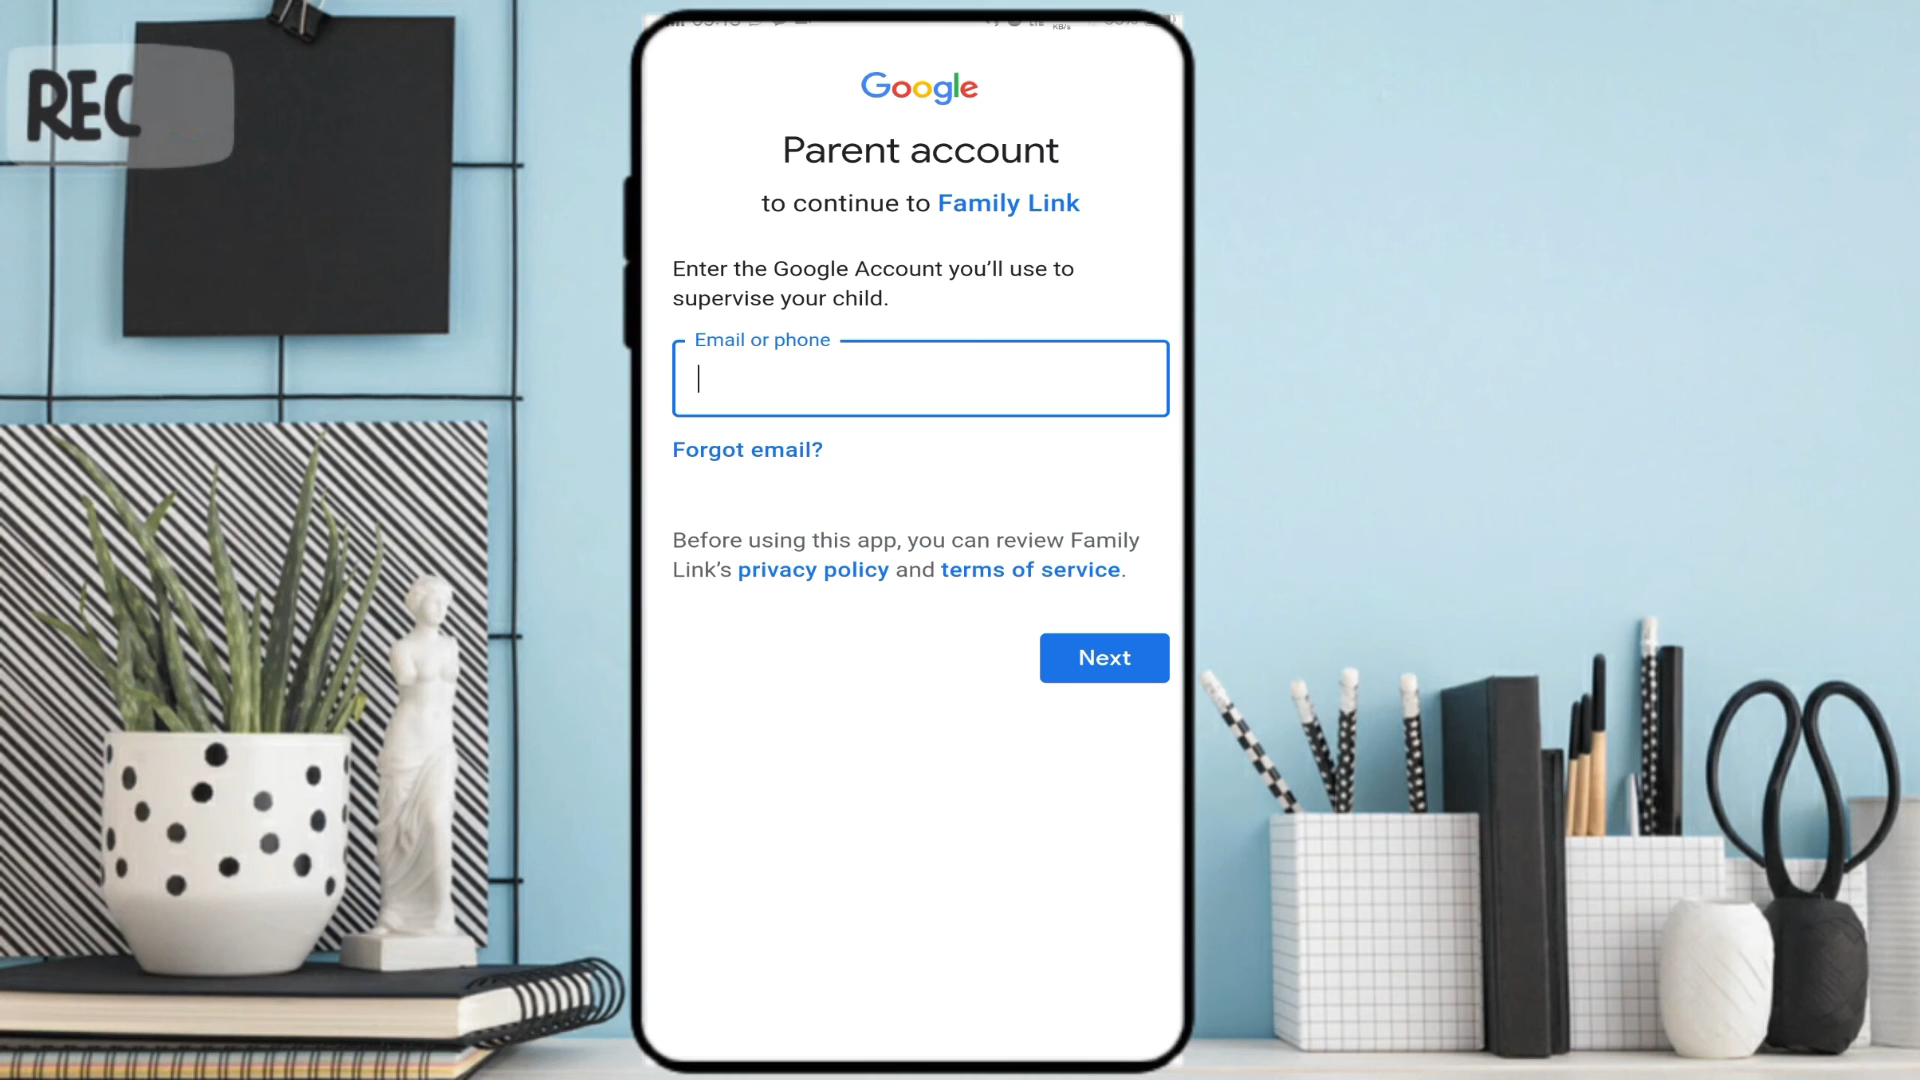 REC
Google
Parent account
to continue to Family Link
Enter the Google Account you’ll use to
supervise your child.
Email or phone
Forgot email?
Before using this app, you can review Family
Link’s privacy policy and terms of service.
Next